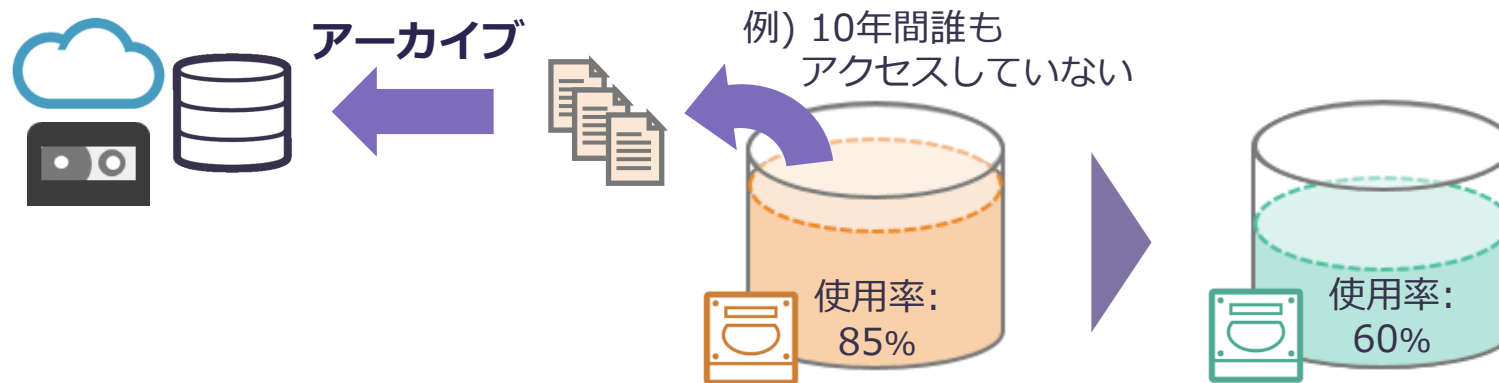 アーカイブ
例) 10年間誰も
アクセスしていない
使用率:
85%
使用率:
60%